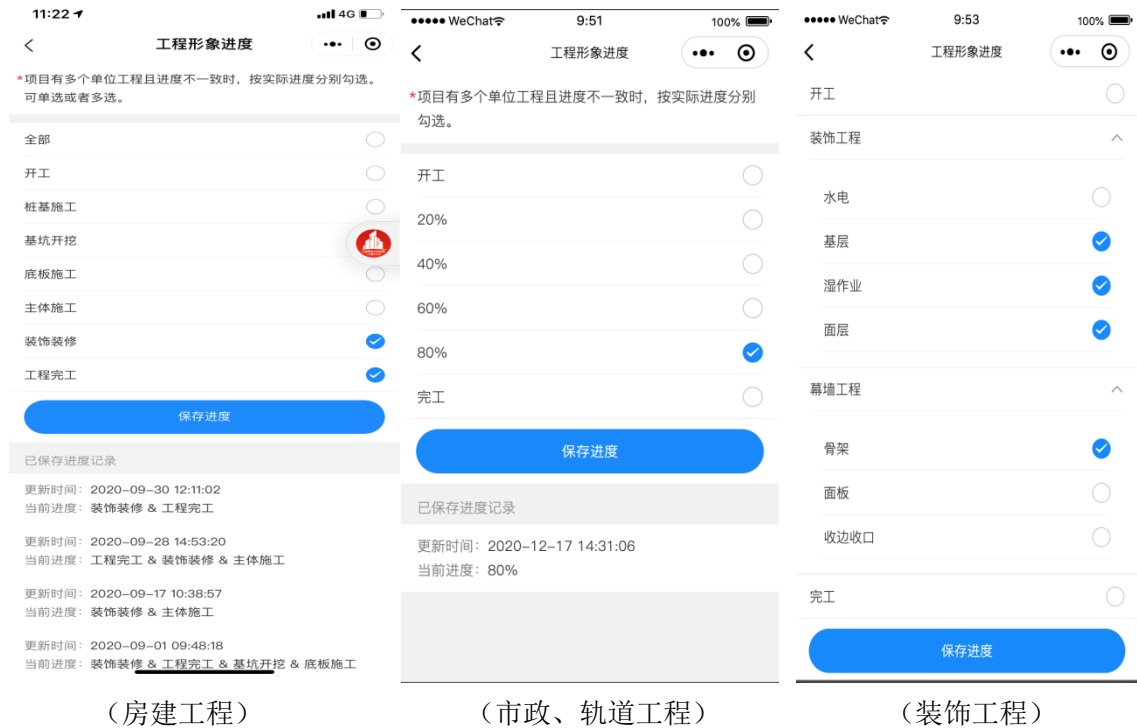 11:22
4G
工程形象进度
*项目有多个单位工程且进度不一致时，按实际进度分别勾选。
可单选或者多选。
全部
开工
桩基施工
基坑开挖
底板施工
主体施工
装饰装修
工程完工
保存进度
已保存进度记录
更新时间：2020-09-30 12:11:02
当前进度：装饰装修 & 工程完工
更新时间：2020-09-28 14:53:20
当前进度：工程完工 & 装饰装修 & 主体施工
更新时间：2020-09-17 10:38:57
当前进度：装饰装修 & 主体施工
更新时间：2020-09-01 09:48:18
当前进度：装饰装修 & 工程完工 & 基坑开挖 & 底板施工
（房建工程）
WeChat 9:51 100%
工程形象进度
*项目有多个单位工程且进度不一致时，按实际进度分别
勾选。
开工
20%
40%
60%
80%
完工
保存进度
已保存进度记录
更新时间：2020-12-17 14:31:06
当前进度：80%
（市政、轨道工程）
WeChat 9:53 100%
工程形象进度
开工
装饰工程
水电
基层
湿作业
面层
幕墙工程
骨架
面板
收边收口
完工
保存进度
（装饰工程）